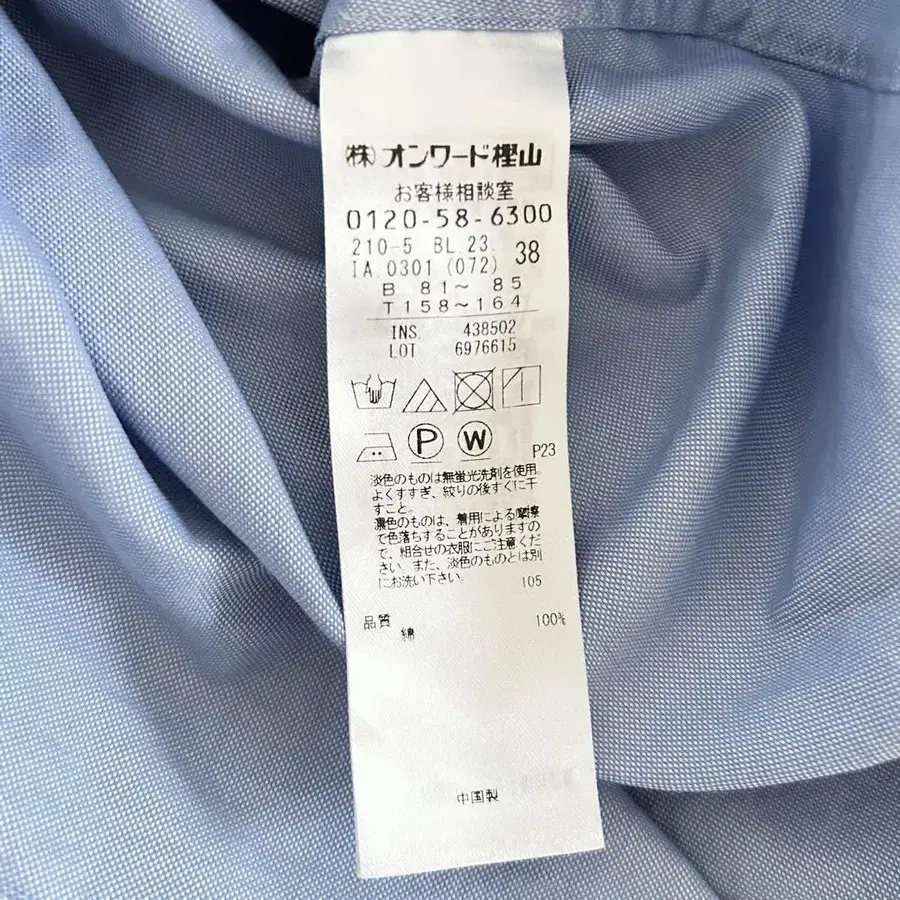 (株)オンワード樫山
お客様相談室
0120-58-6300
210-5 BL.23. 38
IA.0301 (072)
B 81~ 85
T158~164
INS. 438502
LOT 6976615
P W
P23
淡色のものは無蛍光洗剤を使用。
よくすすぎ、絞りの後すぐに干
すこと。
濃色のものは、着用による摩擦
で色落ちすることがありますの
で、組合せの衣服にご注意くだ
さい。また、淡色のものとは別
にお洗い下さい。 105
品質
綿 100%
中国製